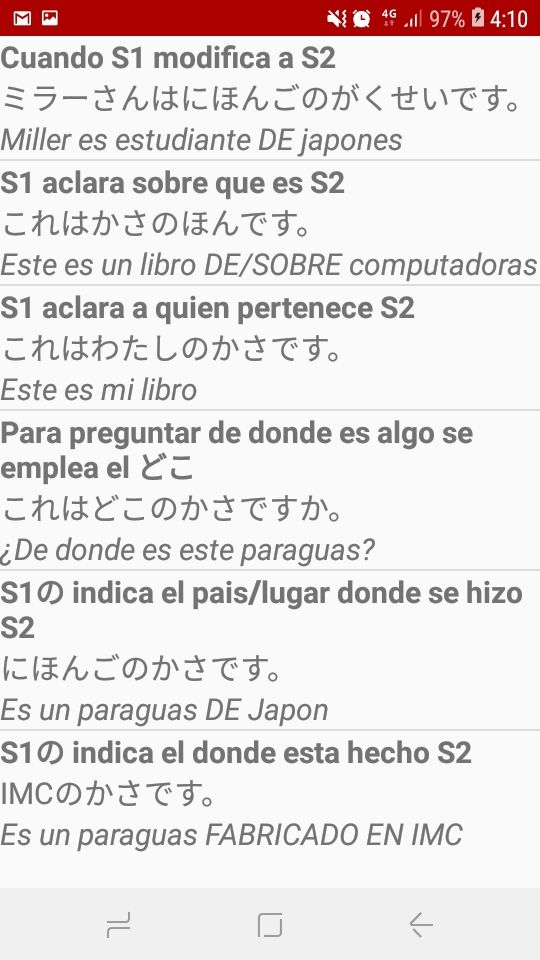 4G 97% 4:10
Cuando S1 modifica a S2
ミラーさんはにほんごのがくせいです。
Miller es estudiante DE japones
S1 aclara sobre que es S2
これはかさのほんです。
Este es un libro DE/SOBRE computadoras
S1 aclara a quien pertenece S2
これはわたしのかさです。
Este es mi libro
Para preguntar de donde es algo se
emplea el どこ
これはどこのかさですか。
¿De donde es este paraguas?
S1の indica el pais/lugar donde se hizo
S2
にほんごのかさです。
Es un paraguas DE Japon
S1の indica el donde esta hecho S2
IMCのかさです。
Es un paraguas FABRICADO EN IMC